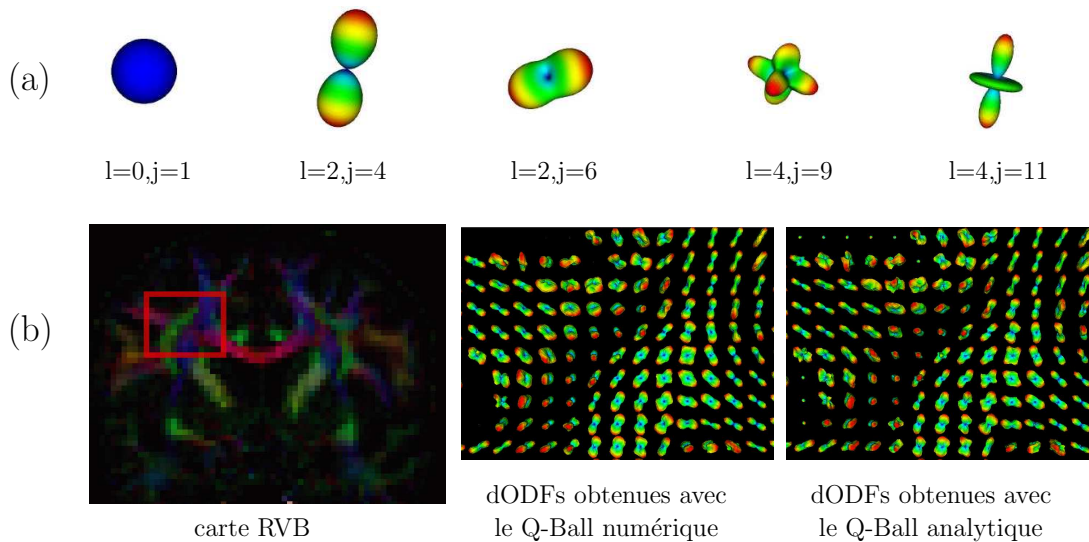 (a)
l=0,j=1
l=2,j=4
l=2,j=6
l=4,j=9
l=4,j=11
(b)
carte RVB
dODFs obtenues avec
le Q-Ball numérique
dODFs obtenues avec
le Q-Ball analytique